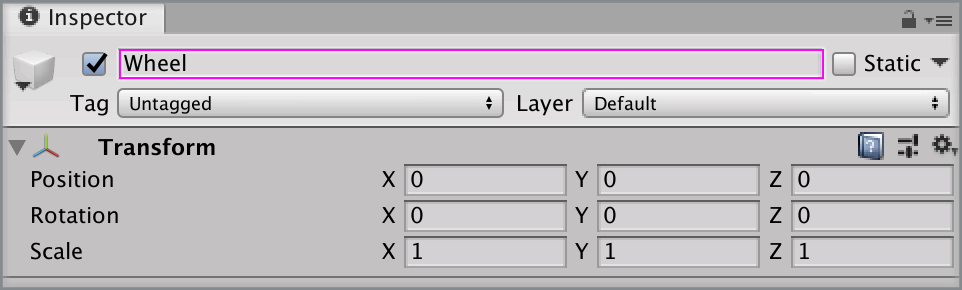 Inspector
Wheel Static
Tag Untagged Layer Default
Transform
Position X 0 Y 0 Z 0
Rotation X 0 Y 0 Z 0
Scale X 1 Y 1 Z 1